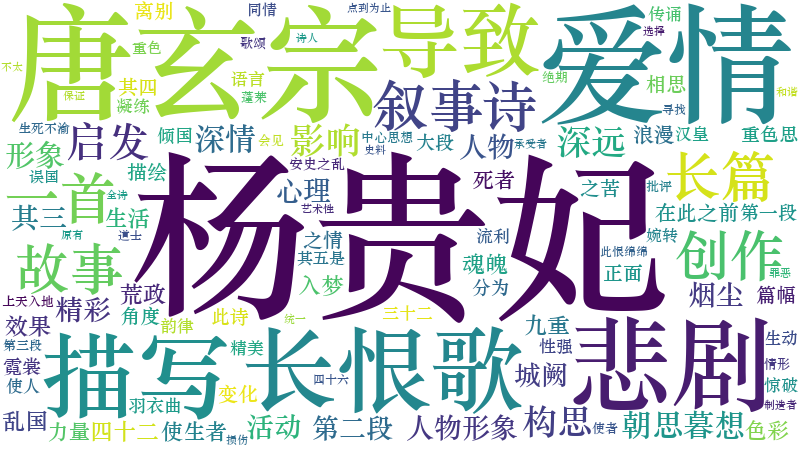 离别
同情
点到为止
传诵
选择
唐玄宗
导致
爱情
重色
歌颂
诗人
不太
其四
语言
绝期
相思
和谐
保证
凝练
蓬莱
叙事诗
寻找
生死不渝
倾国
深情
会见
中心思想
大段
浪漫
汉皇
重色思
启发
影响
人物
深远
形象
安史之乱
史料
承受者
误国
描绘
杨贵妃
心理
死者
长篇
批评
一首
全诗
艺术性
之苦
其三
生活
之情
流利
在此之前
第一段
原有
道士
其五是
婉转
此恨绵绵
创作
故事
荒政
入梦
魂魄
正面
罪恶
上天入地
精彩
角度
分为
烟尘
篇幅
效果
韵律
此诗
三十二
九重
第三段
统一
描写
长恨歌
悲剧
生动
霓裳
精美
性强
情形
使人
四十六
城阙
惊破
羽衣曲
变化
制造者
乱国
力量
四十二
使生者
损伤
活动
第二段
人物形象
构思
使者
朝思暮想
色彩